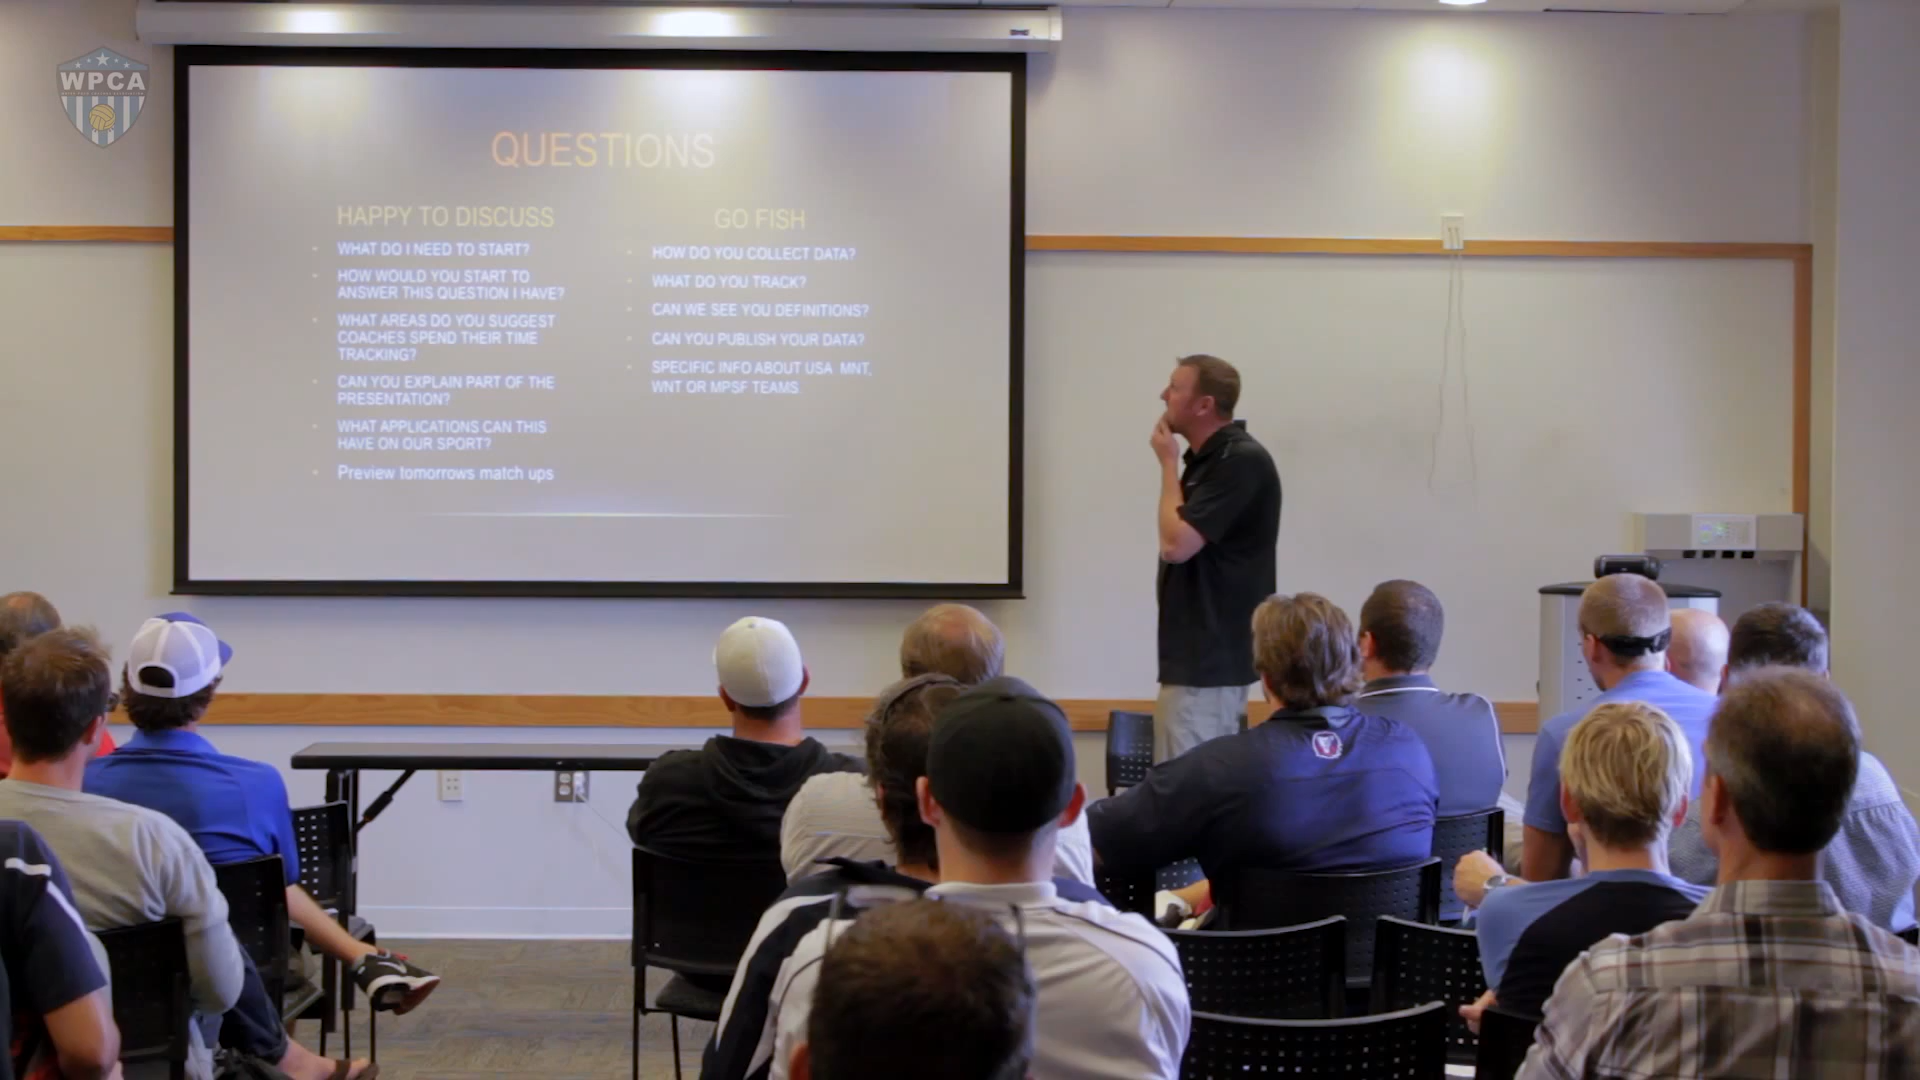 WPCA
QUESTIONS
HAPPY TO DISCUSS
WHAT DO I NEED TO START?
HOW WOULD YOU START TO
ANSWER THIS QUESTION I HAVE?
WHAT AREAS DO YOU SUGGEST
COACHES SPEND THEIR TIME
TRACKING?
CAN YOU EXPLAIN PART OF THE
PRESENTATION?
WHAT APPLICATIONS CAN THIS
HAVE ON OUR SPORT?
Preview tomorrows match ups
GO FISH
HOW DO YOU COLLECT DATA?
WHAT DO YOU TRACK?
CAN WE SEE YOU DEFINITIONS?
CAN YOU PUBLISH YOUR DATA?
SPECIFIC INFO ABOUT USA MNT,
WNT OR MPSF TEAMS.